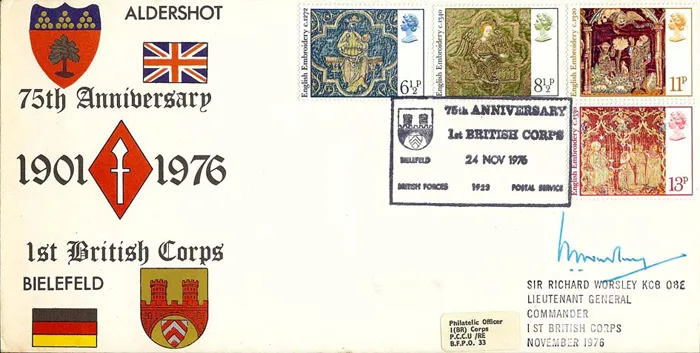 ALDERSHOT
75th Anniversary
1901 1976
1st British Corps
BIELEFELD
English Embroidery c.1272
6½P
English Embroidery c.1540
8½P
English Embroidery c.1330
11P
English Embroidery c.1330
13P
75th ANNIVERSARY
1st BRITISH CORPS
BIELEFELD 24 NOV 1976
BRITISH FORCES 1923 POSTAL SERVICE
SIR RICHARD WORSLEY KCB OBE
LIEUTENANT GENERAL
COMMANDER
1ST BRITISH CORPS
NOVEMBER 1976
Philatelic Officer
1(BR) Corps
P.C.C.U /RE
B.F.P.O. 33